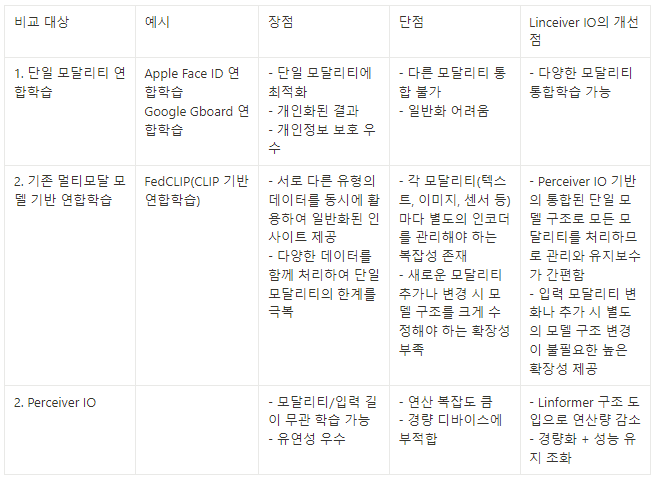 비교 대상
예시
장점
단점
Linceiver IO의 개선
점
1. 단일 모달리티 연
합학습
Apple Face ID 연
합학습
Google Gboard 연
합학습
- 단일 모달리티에
최적화
- 개인화된 결과
- 개인정보 보호 우
수
- 다른 모달리티 통
합 불가
- 일반화 어려움
- 다양한 모달리티
통합학습 가능
2. 기존 멀티모달 모
델 기반 연합학습
FedCLIP(CLIP 기반
연합학습)
- 서로 다른 유형의
데이터를 동시에 활
용하여 일반화된 인
사이트 제공
- 다양한 데이터를
함께 처리하여 단일
모달리티의 한계를
극복
- 각 모달리티(텍스
트, 이미지, 센서 등)
마다 별도의 인코더
를 관리해야 하는
복잡성 존재
- 새로운 모달리티
추가나 변경 시 모
델 구조를 크게 수
정해야 하는 확장성
부족
- Perceiver IO 기반
의 통합된 단일 모
델 구조로 모든 모
달리티를 처리하므
로 관리와 유지보수
가 간편함
- 입력 모달리티 변
화나 추가 시 별도
의 모델 구조 변경
이 불필요한 높은
확장성 제공
2. Perceiver IO
- 모달리티/입력 길
이 무관 학습 가능
- 유연성 우수
- 연산 복잡도 큼
- 경량 디바이스에
부적합
- Linformer 구조 도
입으로 연산량 감소
- 경량화 + 성능 유
지 조화